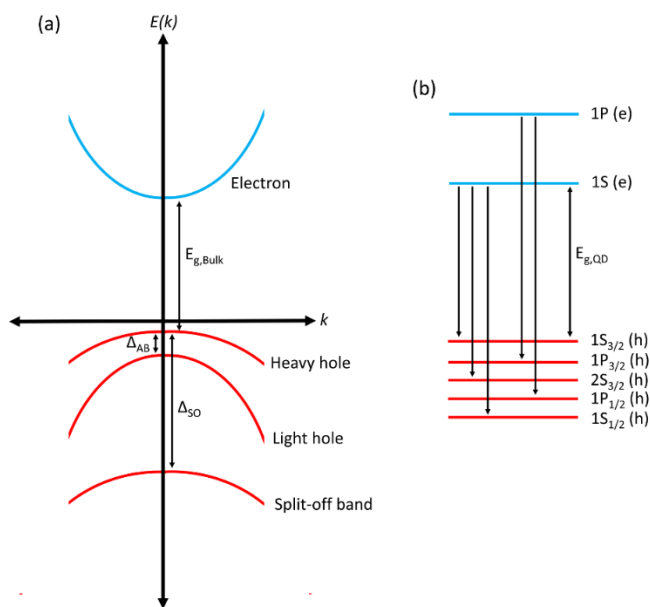 (a)
E(k)
Electron
E_g,Bulk
k
Δ_AB
Heavy hole
Δ_SO
Light hole
Split-off band
(b)
1P (e)
1S (e)
E_g,QD
1S_3/2 (h)
1P_3/2 (h)
2S_3/2 (h)
1P_1/2 (h)
1S_1/2 (h)